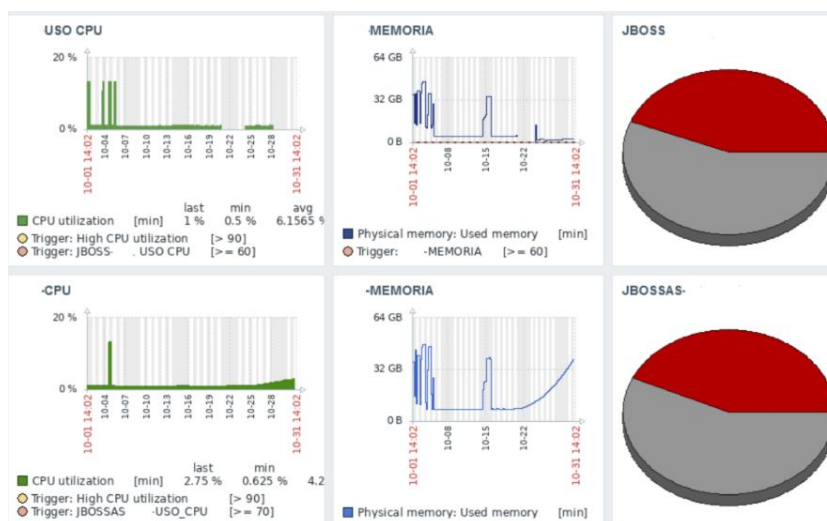 USO CPU
20 %
0 %
10-01 14:02
10-04
10-07
10-10
10-13
10-16
10-19
10-22
10-25
10-28
10-31 14:02
last min avg
CPU utilization [min] 1 % 0.5 % 6.1565 %
Trigger: High CPU utilization [> 90]
Trigger: JBOSS- . USO CPU [>= 60]
-MEMORIA
64 GB
32 GB
0 B
10-01 14:02
10-08
10-15
10-22
10-31 14:02
Physical memory: Used memory [min]
Trigger: -MEMORIA [>= 60]
JBOSS
-CPU
20 %
0 %
10-01 14:02
10-04
10-07
10-10
10-13
10-16
10-19
10-22
10-25
10-28
10-31 14:02
last min
CPU utilization [min] 2.75 % 0.625 % 4.2
Trigger: High CPU utilization [> 90]
Trigger: JBOSSAS -USO_CPU [>= 70]
-MEMORIA
64 GB
32 GB
0 B
10-01 14:02
10-08
10-15
10-22
10-31 14:02
Physical memory: Used memory [min]
JBOSSAS-